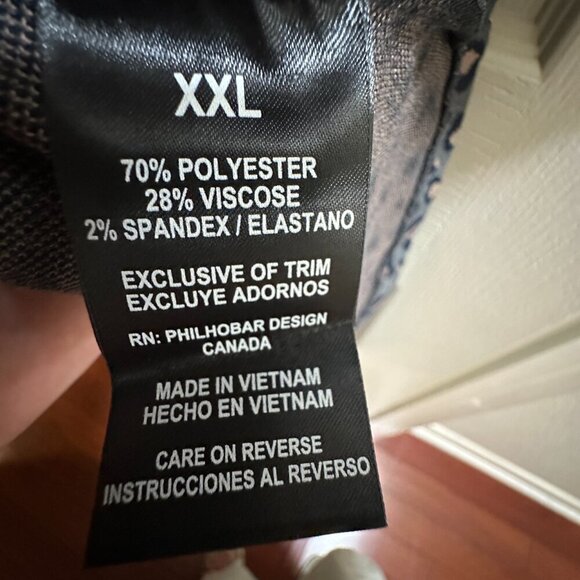 XXL
70% POLYESTER
28% VISCOSE
2% SPANDEX / ELASTANO
EXCLUSIVE OF TRIM
EXCLUYE ADORNOS
RN: PHILHOBAR DESIGN
CANADA
MADE IN VIETNAM
HECHO EN VIETNAM
CARE ON REVERSE
INSTRUCCIONES AL REVERSO